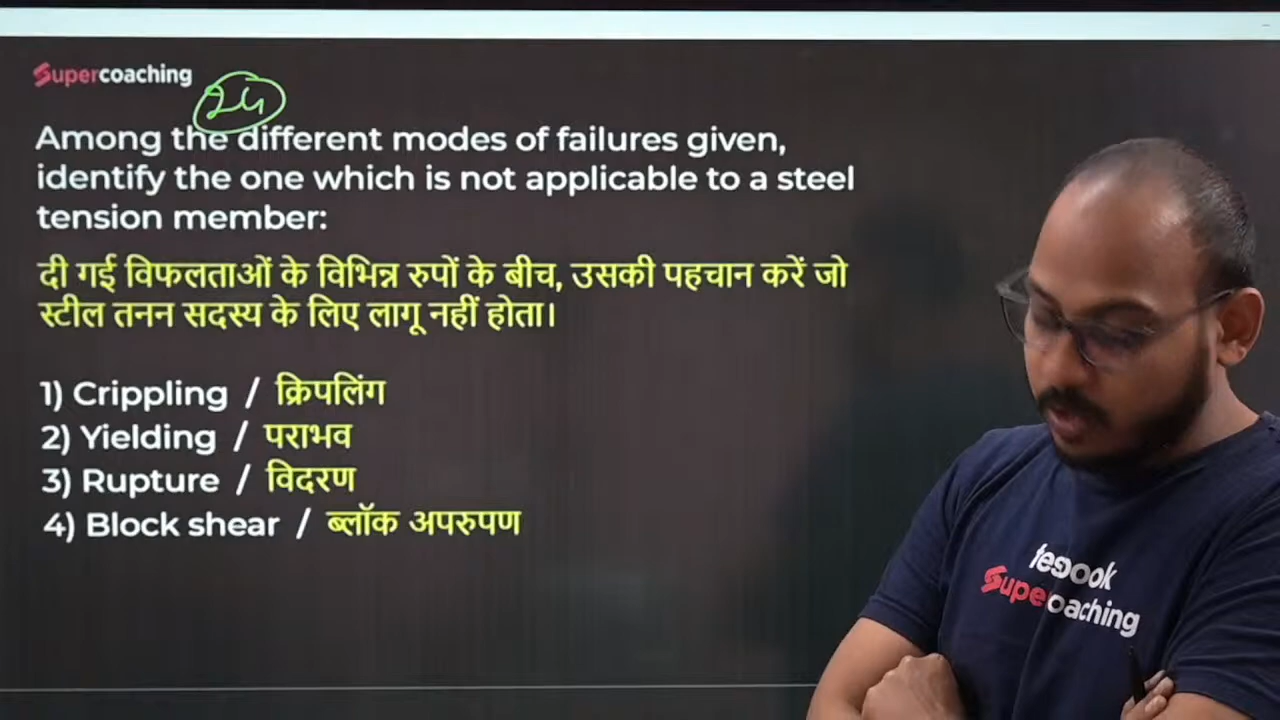 Supercoaching
24
Among the different modes of failures given,
identify the one which is not applicable to a steel
tension member:
दी गई विफलताओं के विभिन्न रुपों के बीच, उसकी पहचान करें जो
स्टील तनन सदस्य के लिए लागू नहीं होता।
1) Crippling / क्रिपलिंग
2) Yielding / पराभव
3) Rupture / विदरण
4) Block shear / ब्लॉक अपरुपण
testbook
Supercoaching